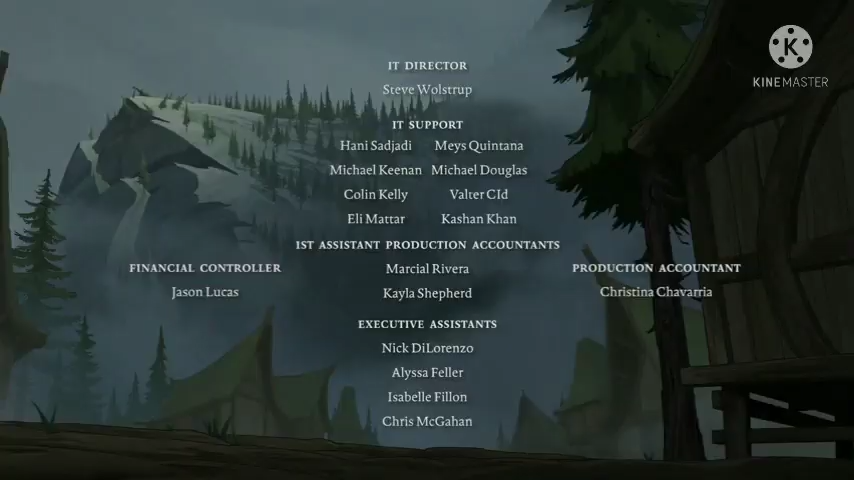 K
KINEMASTER
IT DIRECTOR
Steve Wolstrup
IT SUPPORT
Hani Sadjadi Meys Quintana
Michael Keenan Michael Douglas
Colin Kelly Valter CId
Eli Mattar Kashan Khan
1ST ASSISTANT PRODUCTION ACCOUNTANTS
FINANCIAL CONTROLLER Marcial Rivera PRODUCTION ACCOUNTANT
Jason Lucas Kayla Shepherd Christina Chavarria
EXECUTIVE ASSISTANTS
Nick DiLorenzo
Alyssa Feller
Isabelle Fillon
Chris McGahan